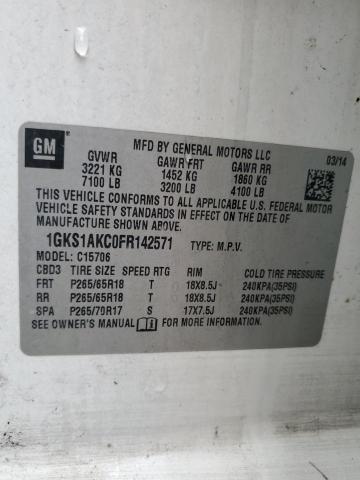 GM
MFD BY GENERAL MOTORS LLC 03/14
GVWR GAWR FRT GAWR RR
3221 KG 1452 KG 1860 KG
7100 LB 3200 LB 4100 LB
THIS VEHICLE CONFORMS TO ALL APPLICABLE U.S. FEDERAL MOTOR
VEHICLE SAFETY STANDARDS IN EFFECT ON THE DATE OF
MANUFACTURE SHOWN ABOVE.
1GKS1AKC0FR142571 TYPE: M.P.V.
MODEL: C15706
CBD3 TIRE SIZE SPEED RTG RIM COLD TIRE PRESSURE
FRT P265/65R18 T 18X8.5J 240KPA(35PSI)
RR P265/65R18 T 18X8.5J 240KPA(35PSI)
SPA P265/70R17 S 17X7.5J 240KPA(35PSI)
SEE OWNER'S MANUAL FOR MORE INFORMATION.